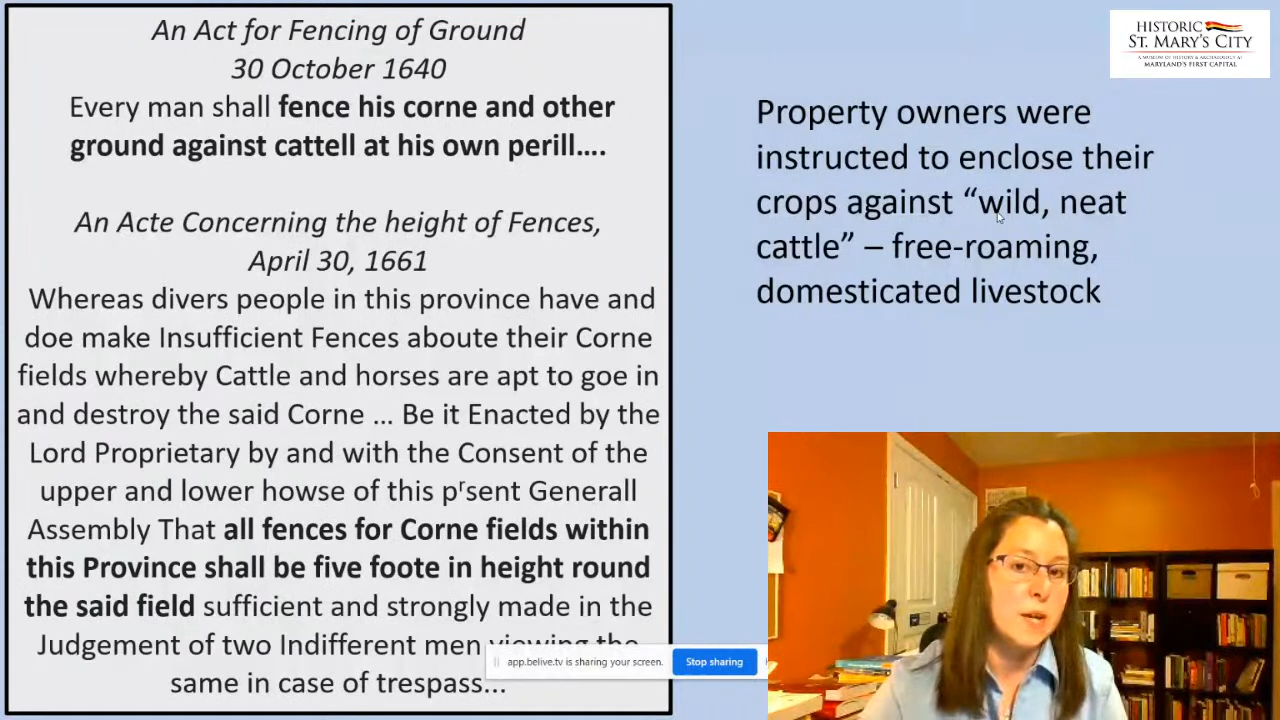 An Act for Fencing of Ground
30 October 1640
Every man shall fence his corne and other
ground against cattell at his own perill….
An Acte Concerning the height of Fences,
April 30, 1661
Whereas divers people in this province have and
doe make Insufficient Fences aboute their Corne
fields whereby Cattle and horses are apt to goe in
and destroy the said Corne … Be it Enacted by the
Lord Proprietary by and with the Consent of the
upper and lower howse of this pʳsent Generall
Assembly That all fences for Corne fields within
this Province shall be five foote in height round
the said field sufficient and strongly made in the
Judgement of two Indifferent men viewing the
same in case of trespass...
app.belive.tv is sharing your screen.
Stop sharing
HISTORIC
ST. MARY'S CITY
A MUSEUM OF HISTORY & ARCHAEOLOGY AT
MARYLAND'S FIRST CAPITAL
Property owners were
instructed to enclose their
crops against “wild, neat
cattle” – free-roaming,
domesticated livestock